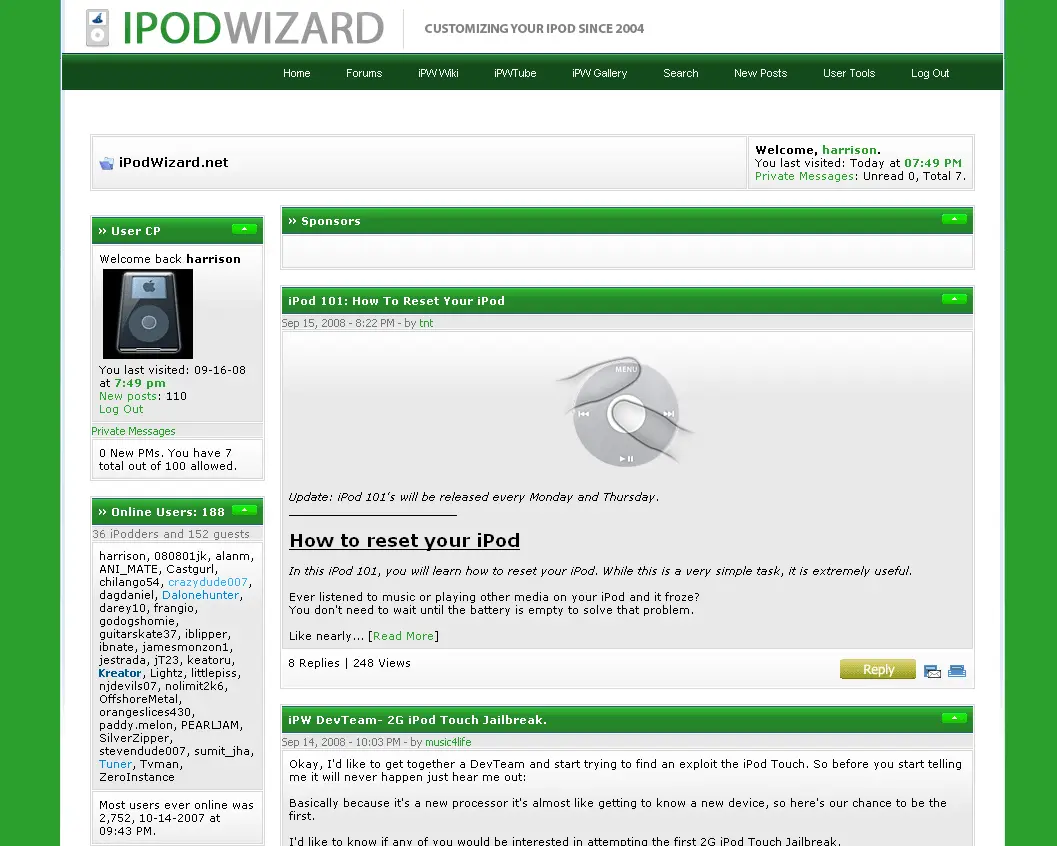 IPODWIZARD
CUSTOMIZING YOUR IPOD SINCE 2004
Home Forums iPW Wiki iPWTube iPW Gallery Search New Posts User Tools Log Out
iPodWizard.net
Welcome, harrison.
You last visited: Today at 07:49 PM
Private Messages: Unread 0, Total 7.
» User CP
Welcome back harrison
You last visited: 09-16-08
at 7:49 pm
New posts: 110
Log Out
Private Messages
0 New PMs. You have 7
total out of 100 allowed.
» Online Users: 188
36 iPodders and 152 guests
harrison, 080801jk, alanm,
ANI_MATE, Castgurl,
chilango54, crazydude007,
dagdaniel, Dalonehunter,
darey10, frangio,
godogshomie,
guitarskate37, iblipper,
ibnate, jamesmonzon1,
jestrada, jT23, keatoru,
Kreator, Lightz, littlepiss,
njdevils07, nolimit2k6,
OffshoreMetal,
orangeslices430,
paddy.melon, PEARLJAM,
SilverZipper,
stevendude007, sumit_jha,
Tuner, Tvman,
ZeroInstance
Most users ever online was
2,752, 10-14-2007 at
09:43 PM.
» Sponsors
iPod 101: How To Reset Your iPod
Sep 15, 2008 - 8:22 PM - by tnt
MENU
Update: iPod 101's will be released every Monday and Thursday.
How to reset your iPod
In this iPod 101, you will learn how to reset your iPod. While this is a very simple task, it is extremely useful.
Ever listened to music or playing other media on your iPod and it froze?
You don't need to wait until the battery is empty to solve that problem.
Like nearly... [Read More]
8 Replies | 248 Views
Reply
iPW DevTeam- 2G iPod Touch Jailbreak.
Sep 14, 2008 - 10:03 PM - by music4life
Okay, I'd like to get together a DevTeam and start trying to find an exploit the iPod Touch. So before you start telling
me it will never happen just hear me out:
Basically because it's a new processor it's almost like getting to know a new device, so here's our chance to be the
first.
I'd like to know if any of you would be interested in attempting the first 2G iPod Touch Jailbreak.